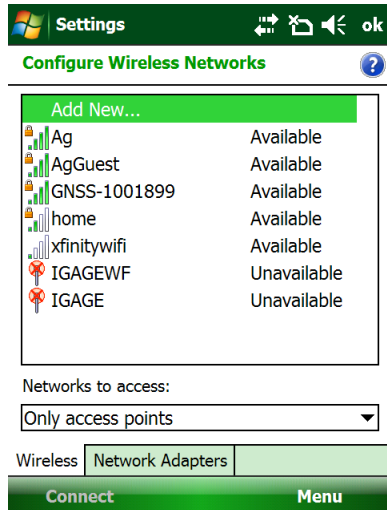 Settings ok
Configure Wireless Networks ?
Add New...
Ag Available
AgGuest Available
GNSS-1001899 Available
home Available
xfinitywifi Available
IGAGEWF Unavailable
IGAGE Unavailable
Networks to access:
Only access points
Wireless Network Adapters
Connect Menu